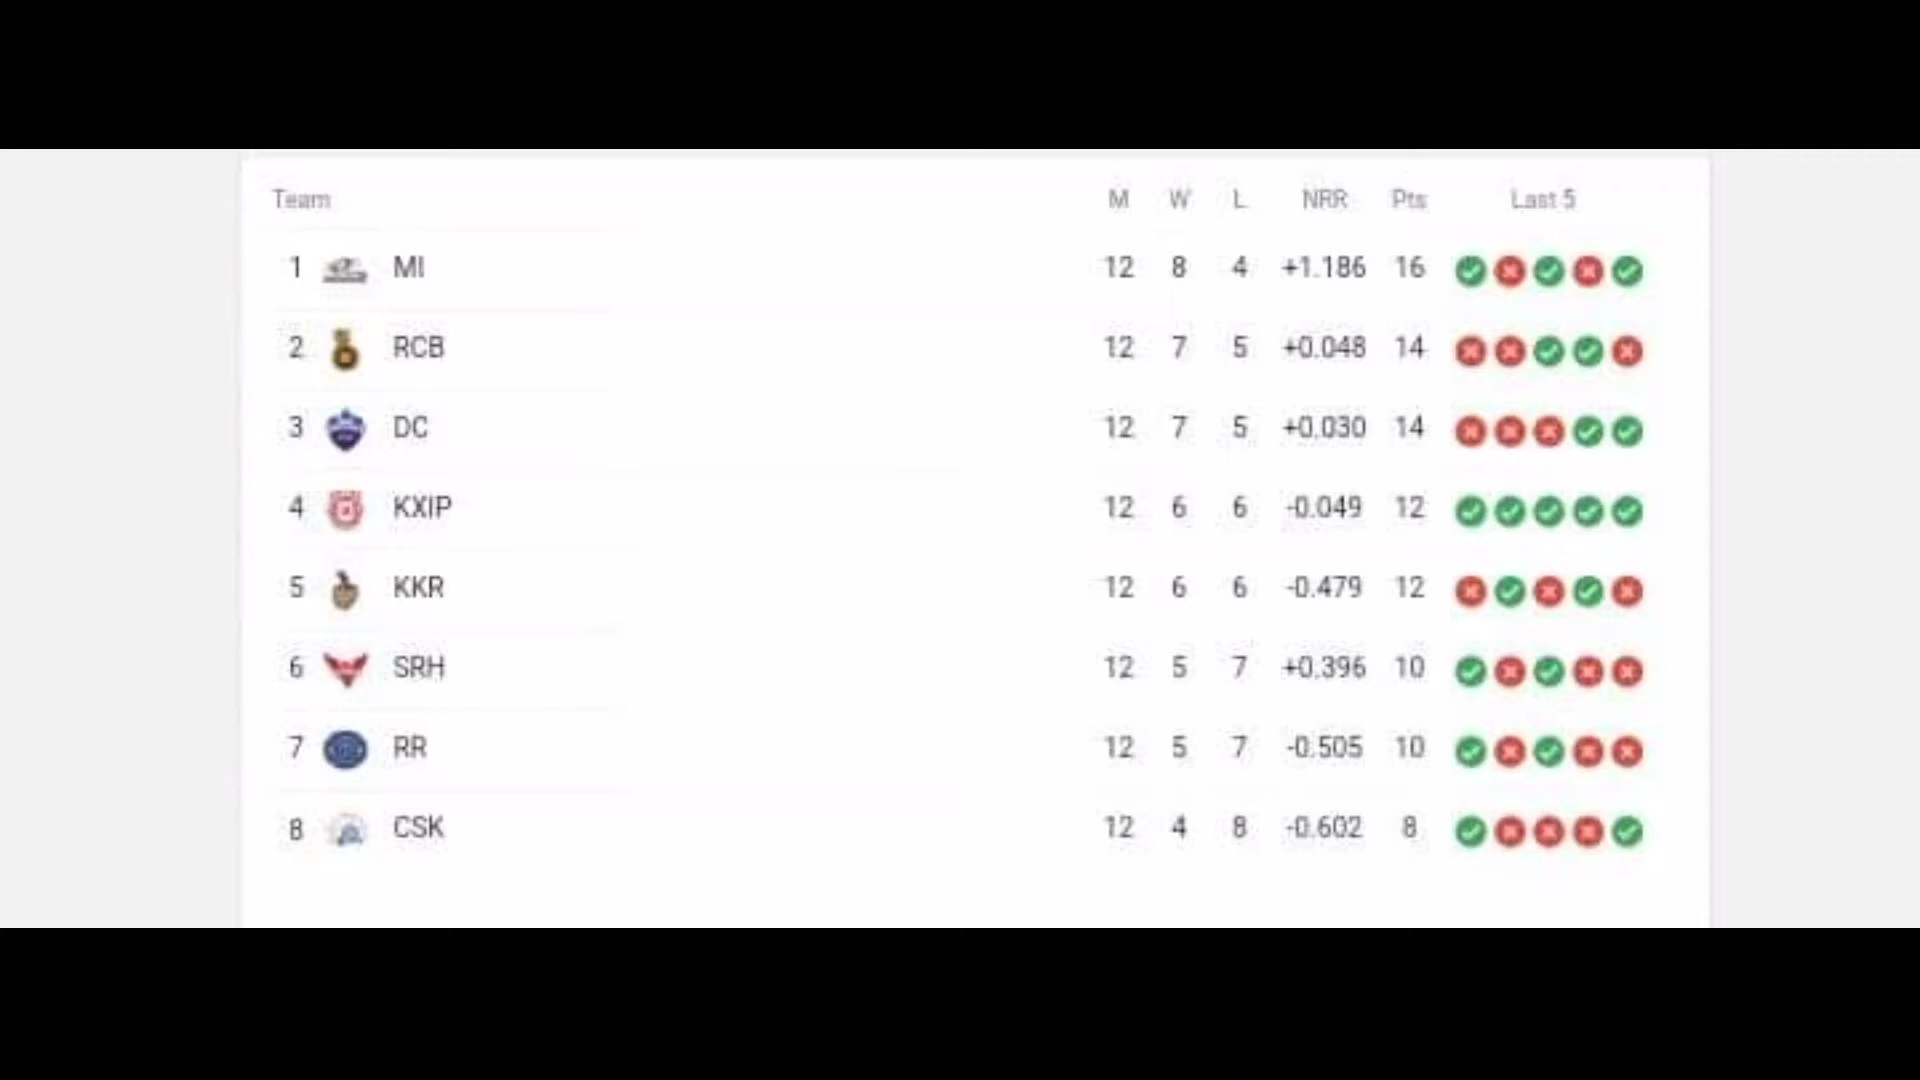 Team M W L NRR Pts Last 5
1 MI 12 8 4 +1.186 16
2 RCB 12 7 5 +0.048 14
3 DC 12 7 5 +0.030 14
4 KXIP 12 6 6 -0.049 12
5 KKR 12 6 6 -0.479 12
6 SRH 12 5 7 +0.396 10
7 RR 12 5 7 -0.505 10
8 CSK 12 4 8 -0.602 8